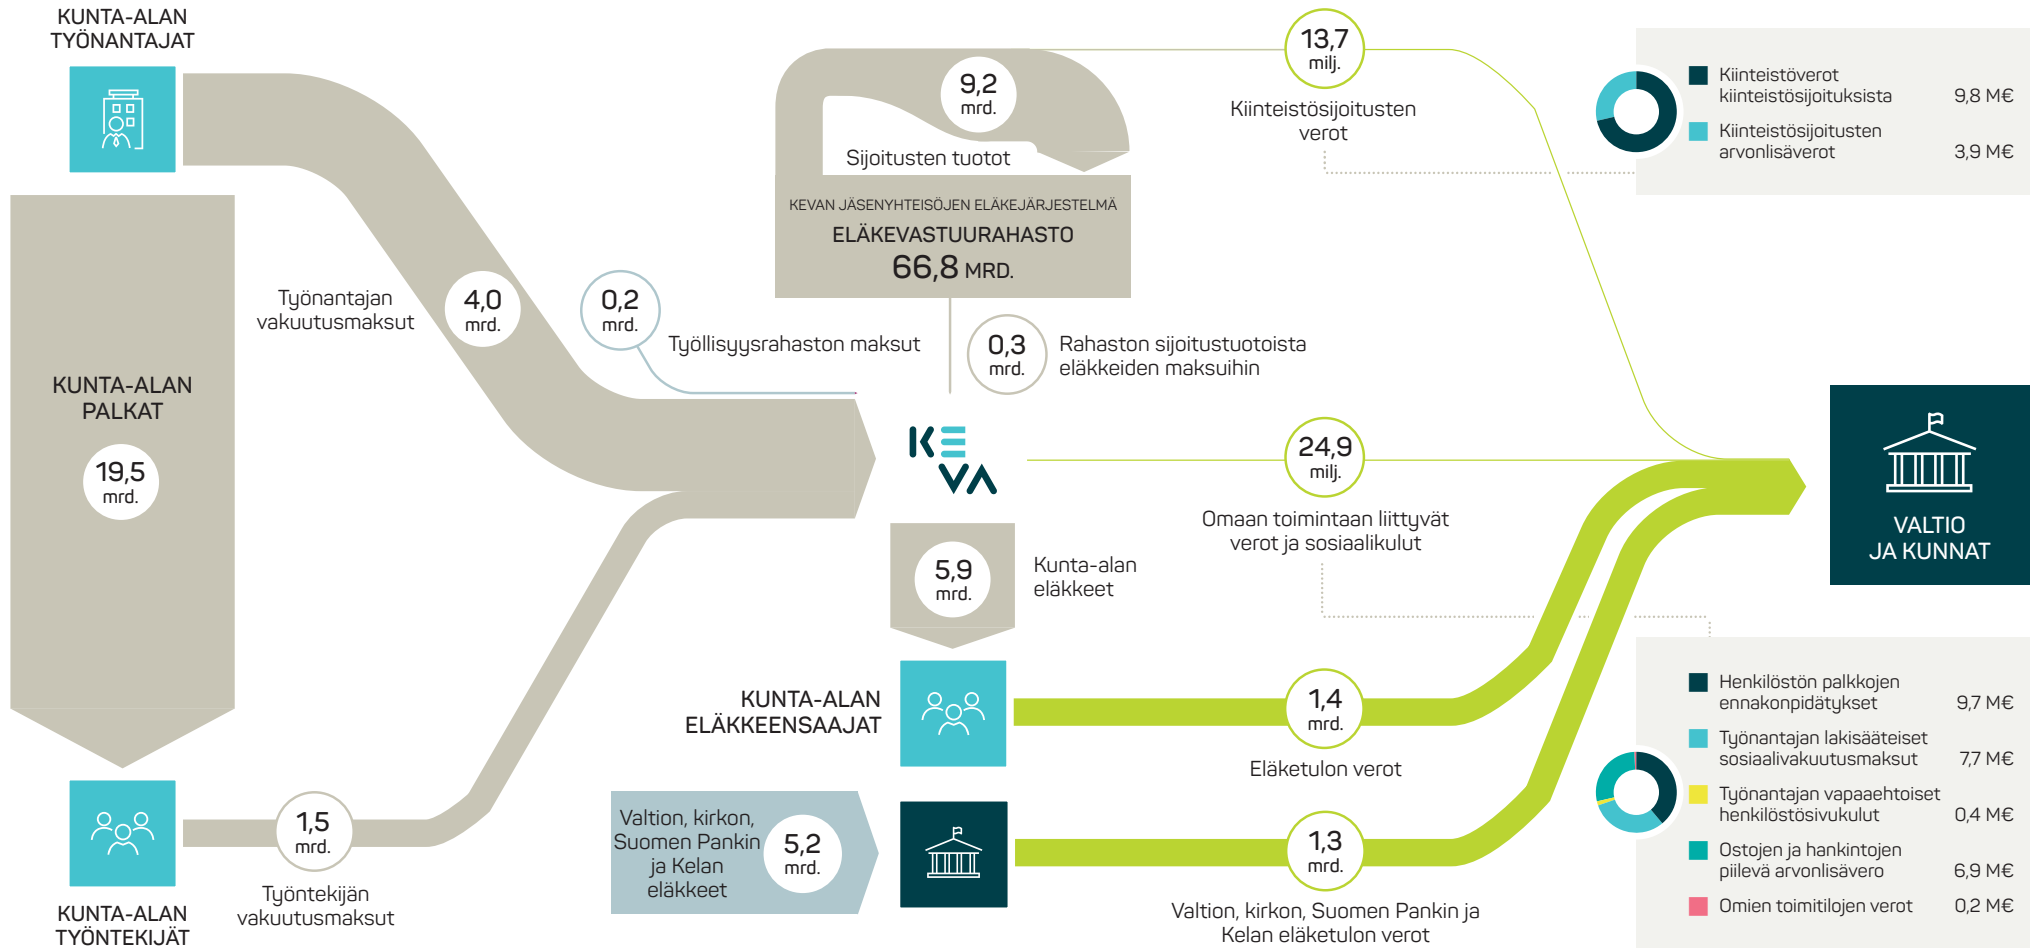 KUNTA-ALAN
TYÖNANTAJAT
KUNTA-ALAN
PALKAT
19,5
mrd.
KUNTA-ALAN
TYÖNTEKIJÄT
Työnantajan
vakuutusmaksut
4,0
mrd.
1,5
mrd.
Työntekijän
vakuutusmaksut
0,2
mrd.
Työllisyysrahaston maksut
9,2
mrd.
Sijoitusten tuotot
KEVAN JÄSENYHTEISÖJEN ELÄKEJÄRJESTELMÄ
ELÄKEVASTUURAHASTO
66,8 MRD.
0,3
mrd.
Rahaston sijoitustuotoista
eläkkeiden maksuihin
KEVA
5,9
mrd.
Kunta-alan
eläkkeet
KUNTA-ALAN
ELÄKKEENSAAJAT
Valtion, kirkon,
Suomen Pankin
ja Kelan
eläkkeet
5,2
mrd.
13,7
milj.
Kiinteistösijoitusten
verot
24,9
milj.
Omaan toimintaan liittyvät
verot ja sosiaalikulut
1,4
mrd.
Eläketulon verot
1,3
mrd.
Valtion, kirkon, Suomen Pankin ja
Kelan eläketulon verot
Kiinteistöverot
kiinteistösijoituksista 9,8 M€
Kiinteistösijoitusten
arvonlisäverot 3,9 M€
VALTIO
JA KUNNAT
Henkilöstön palkkojen
ennakonpidätykset 9,7 M€
Työnantajan lakisääteiset
sosiaalivakuutusmaksut 7,7 M€
Työnantajan vapaaehtoiset
henkilöstösivukulut 0,4 M€
Ostojen ja hankintojen
piilevä arvonlisävero 6,9 M€
Omien toimitilojen verot 0,2 M€